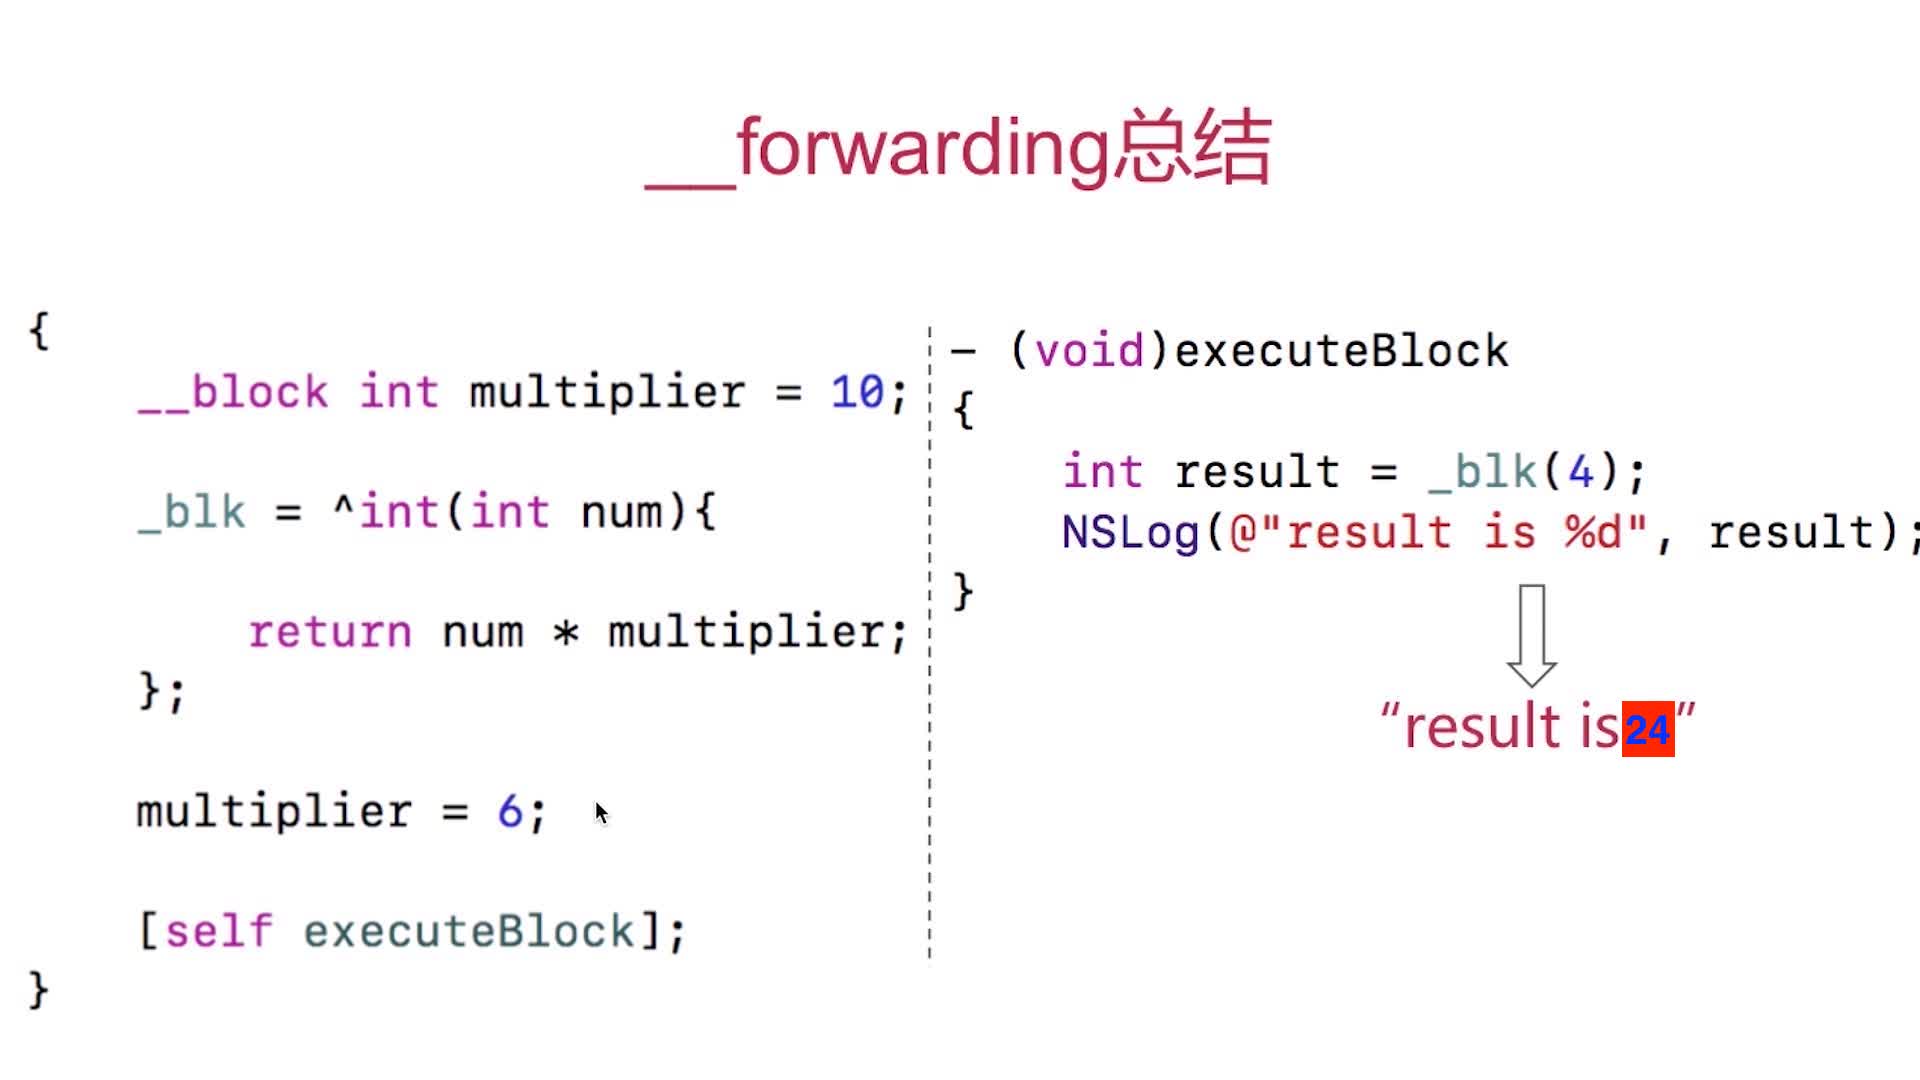 __forwarding总结
{
__block int multiplier = 10;
_blk = ^int(int num){
return num * multiplier;
};
multiplier = 6;
[self executeBlock];
}
- (void)executeBlock
{
int result = _blk(4);
NSLog(@"result is %d", result);
}
“result is24”